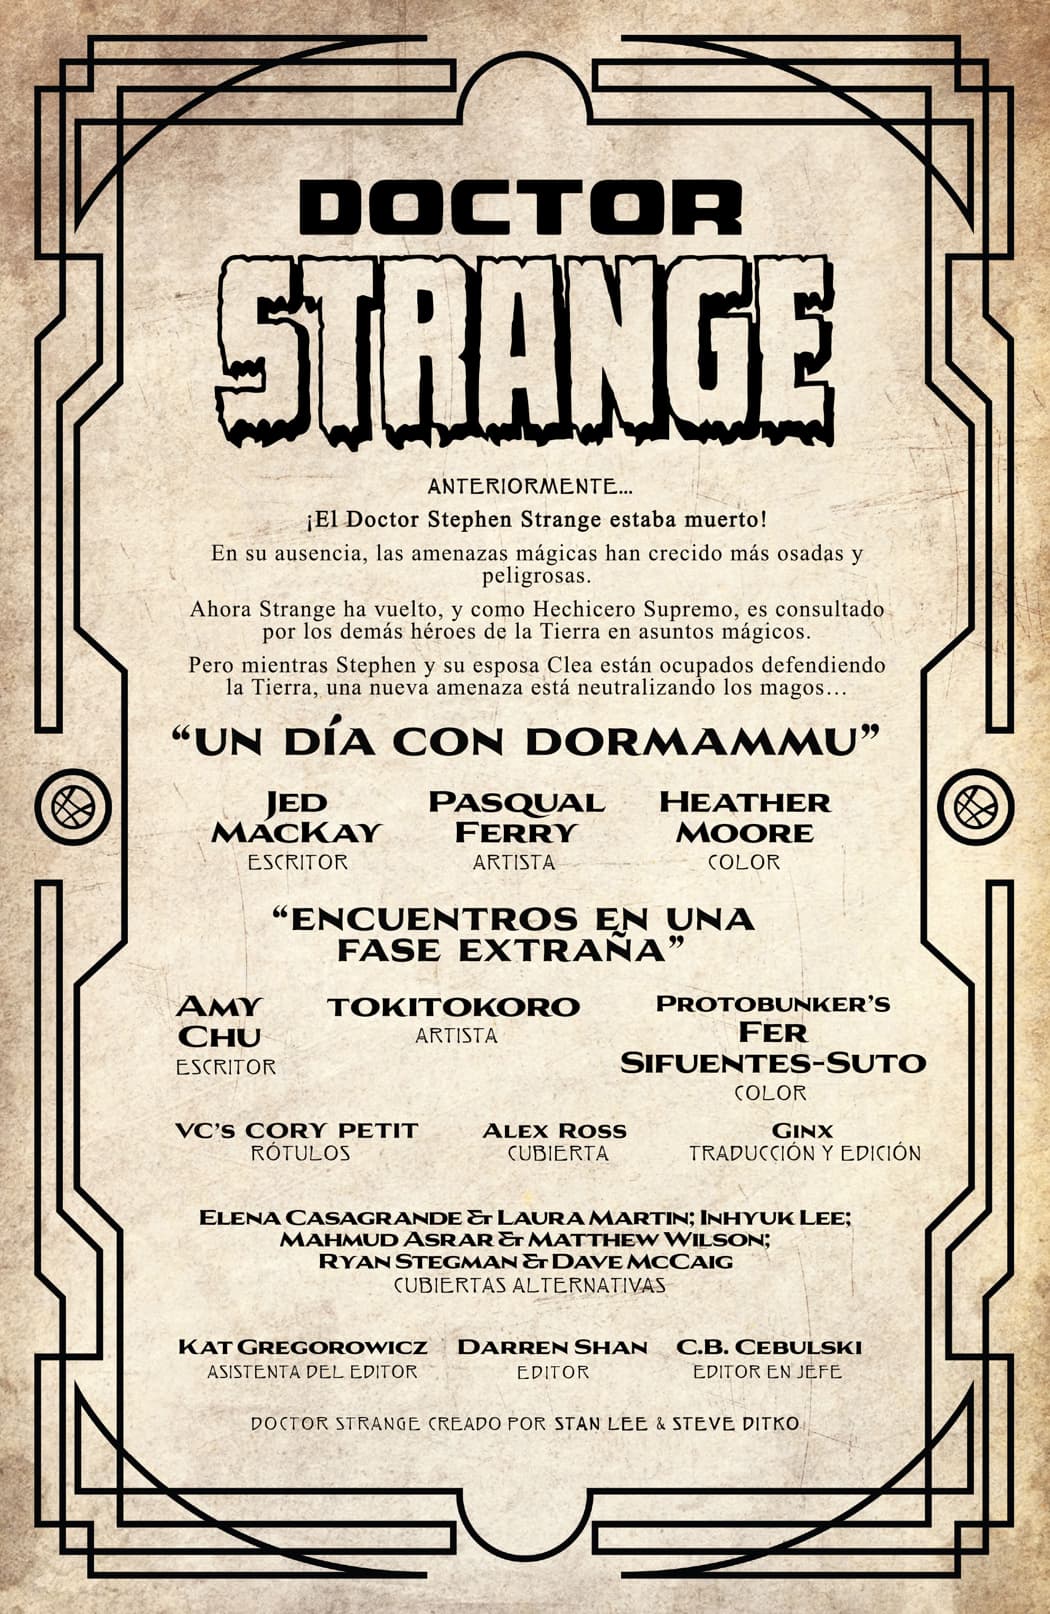 DOCTOR
STRANGE
ANTERIORMENTE...
¡El Doctor Stephen Strange estaba muerto!
En su ausencia, las amenazas mágicas han crecido más osadas y
peligrosas.
Ahora Strange ha vuelto, y como Hechicero Supremo, es consultado
por los demás héroes de la Tierra en asuntos mágicos.
Pero mientras Stephen y su esposa Clea están ocupados defendiendo
la Tierra, una nueva amenaza está neutralizando los magos…
“UN DÍA CON DORMAMMU”
JED
MACKAY
ESCRITOR
PASQUAL
FERRY
ARTISTA
HEATHER
MOORE
COLOR
“ENCUENTROS EN UNA
FASE EXTRAÑA”
AMY
CHU
ESCRITOR
TOKITOKORO
ARTISTA
PROTOBUNKER’S
FER
SIFUENTES-SUTO
COLOR
VC’s CORY PETIT
RÓTULOS
ALEX ROSS
CUBIERTA
GINX
TRADUCCIÓN Y EDICIÓN
ELENA CASAGRANDE & LAURA MARTIN; INHYUK LEE;
MAHMUD ASRAR & MATTHEW WILSON;
RYAN STEGMAN & DAVE MCCAIG
CUBIERTAS ALTERNATIVAS
KAT GREGOROWICZ
ASISTENTA DEL EDITOR
DARREN SHAN
EDITOR
C.B. CEBULSKI
EDITOR EN JEFE
DOCTOR STRANGE CREADO POR STAN LEE & STEVE DITKO